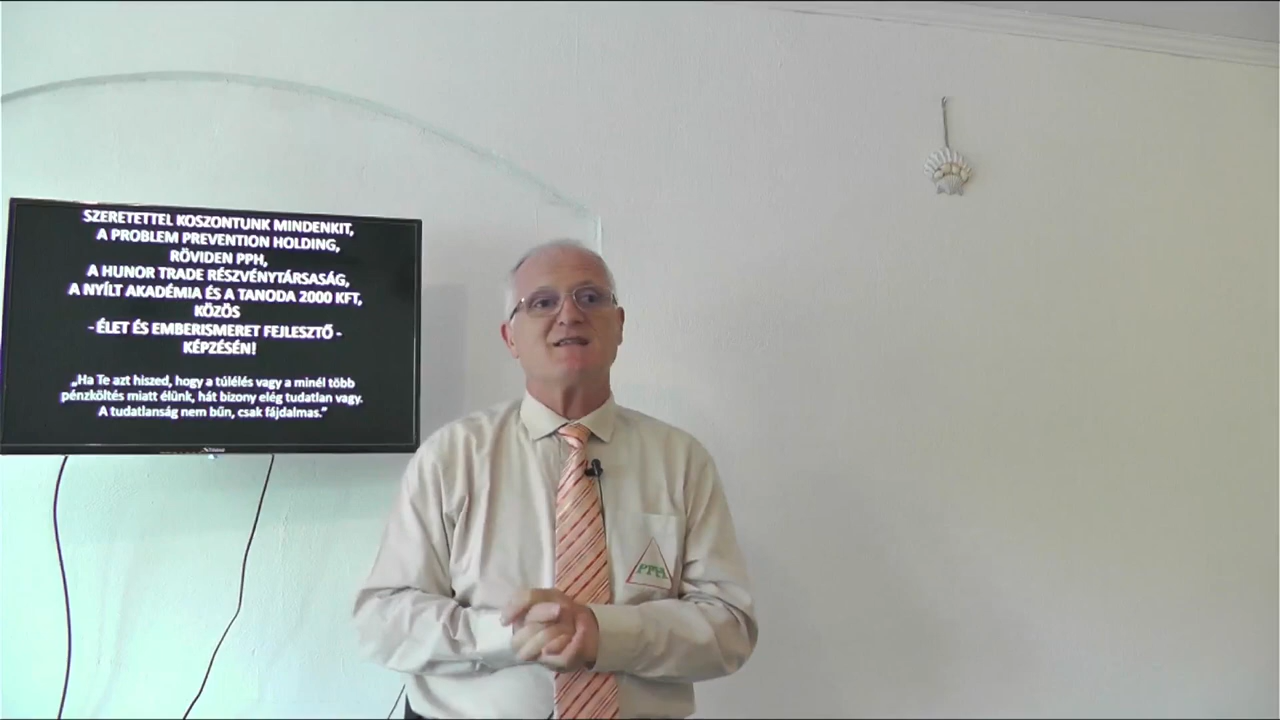 SZERETETTEL KOSZONTUNK MINDENKIT,
A PROBLEM PREVENTION HOLDING,
RÖVIDEN PPH,
A HUNOR TRADE RÉSZVÉNYTÁRSASÁG,
A NYÍLT AKADÉMIA ÉS A TANODA 2000 KFT,
KÖZÖS
- ÉLET ÉS EMBERISMERET FEJLESZTŐ -
KÉPZÉSÉN!
„Ha Te azt hiszed, hogy a túlélés vagy a minél több
pénzköltés miatt élünk, hát bizony elég tudatlan vagy.
A tudatlanság nem bűn, csak fájdalmas.”